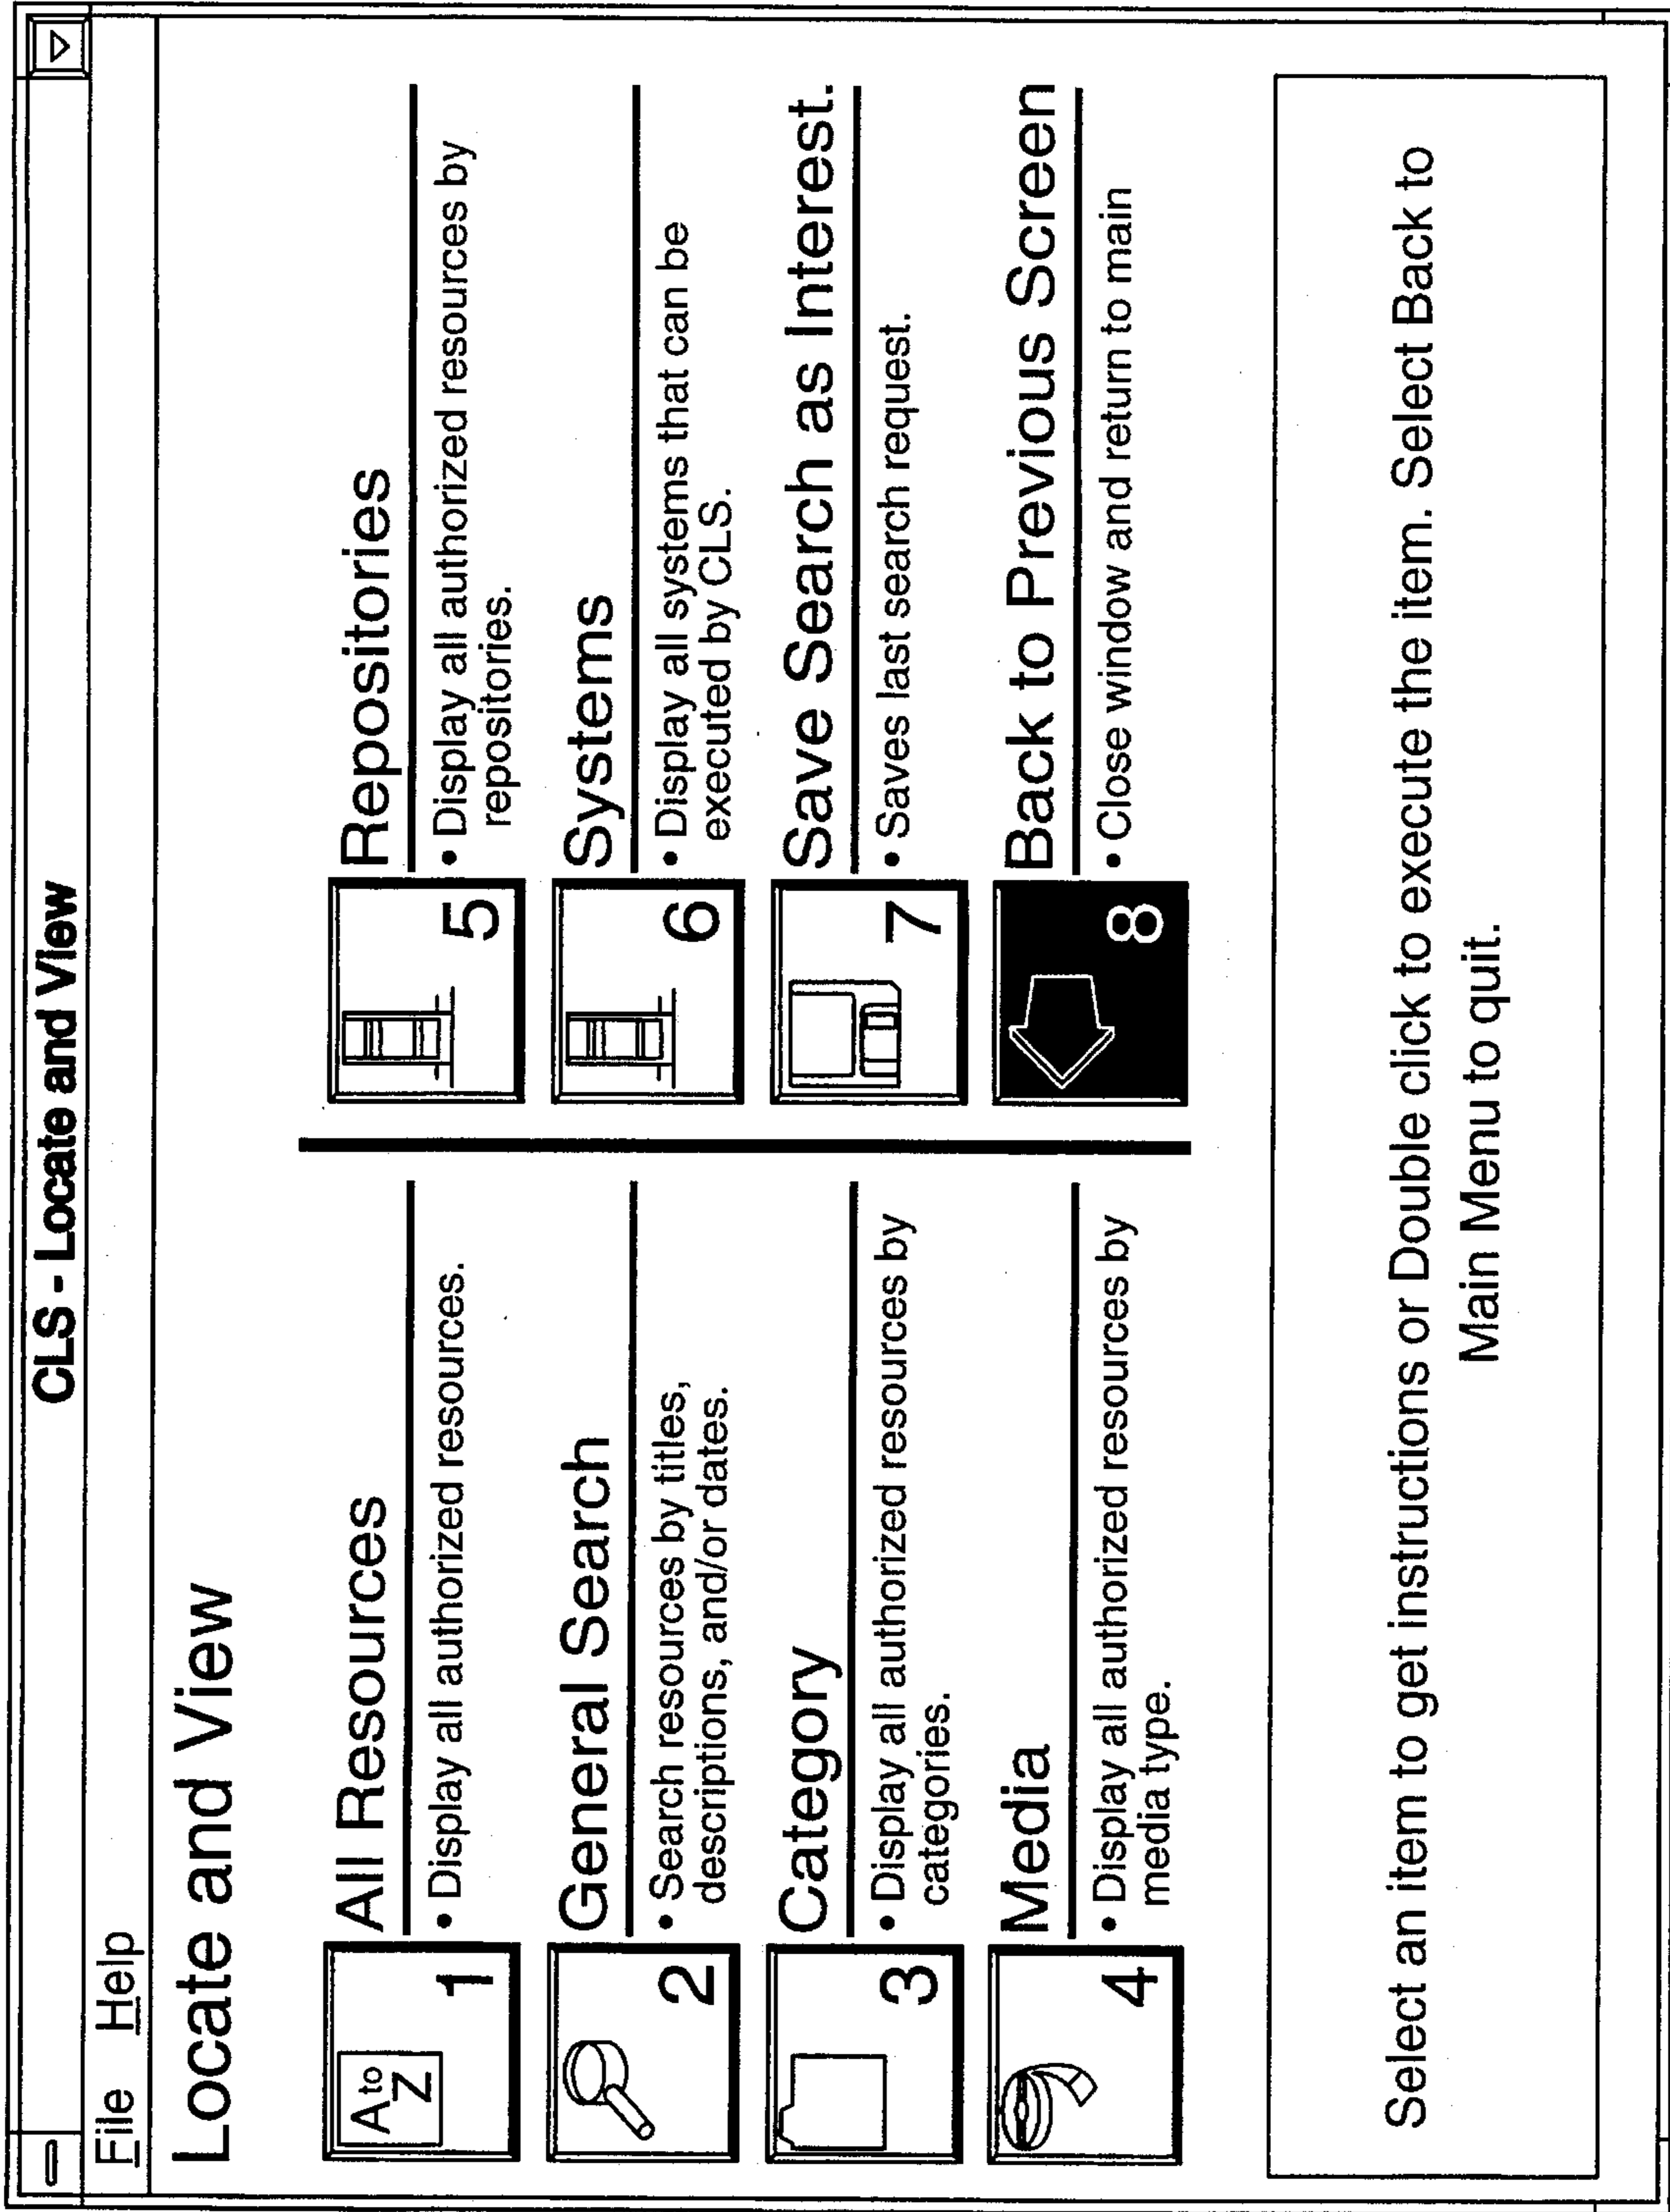 CLS - Locate and View
File Help
Locate and View
A to
Z
1
All Resources
• Display all authorized resources.
2
General Search
• Search resources by titles,
descriptions, and/or dates.
3
Category
• Display all authorized resources by
categories.
4
Media
• Display all authorized resources by
media type.
5
Repositories
• Display all authorized resources by
repositories.
6
Systems
• Display all systems that can be
executed by CLS.
7
Save Search as Interest.
• Saves last search request.
8
Back to Previous Screen
• Close window and return to main
Select an item to get instructions or Double click to execute the item. Select Back to
Main Menu to quit.